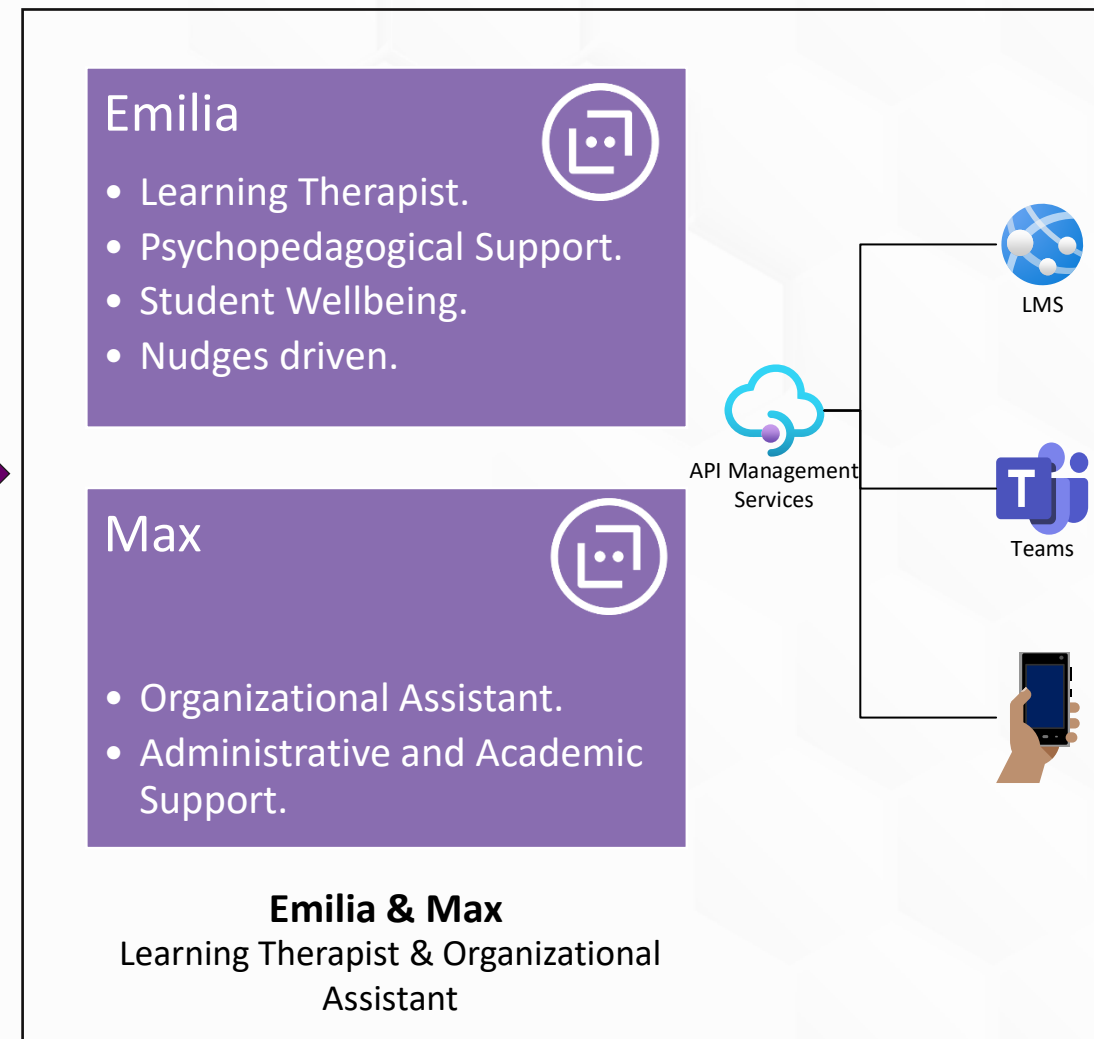 Emilia
• Learning Therapist.
• Psychopedagogical Support.
• Student Wellbeing.
• Nudges driven.
Max
• Organizational Assistant.
• Administrative and Academic
Support.
Emilia & Max
Learning Therapist & Organizational
Assistant
API Management
Services
LMS
T
Teams